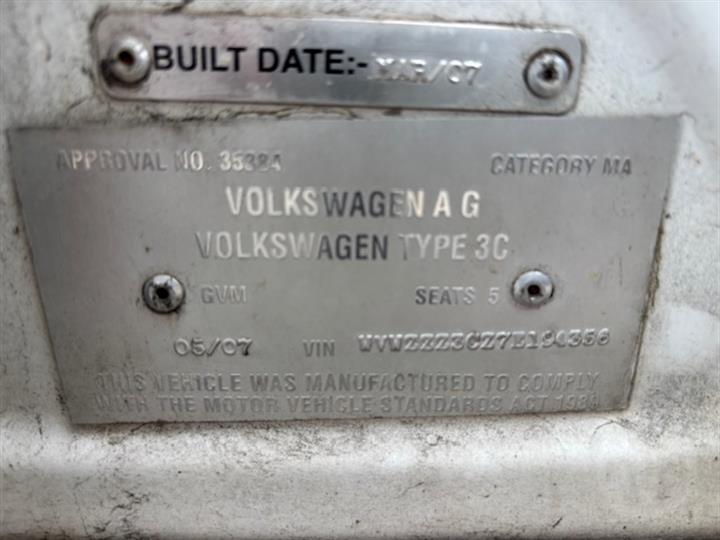 BUILT DATE:- MAR/07
APPROVAL NO. 35384 CATEGORY MA
VOLKSWAGEN A G
VOLKSWAGEN TYPE 3C
GVM SEATS 5
05/07 VIN
THIS VEHICLE WAS MANUFACTURED TO COMPLY
WITH THE MOTOR VEHICLE STANDARDS ACT 1989